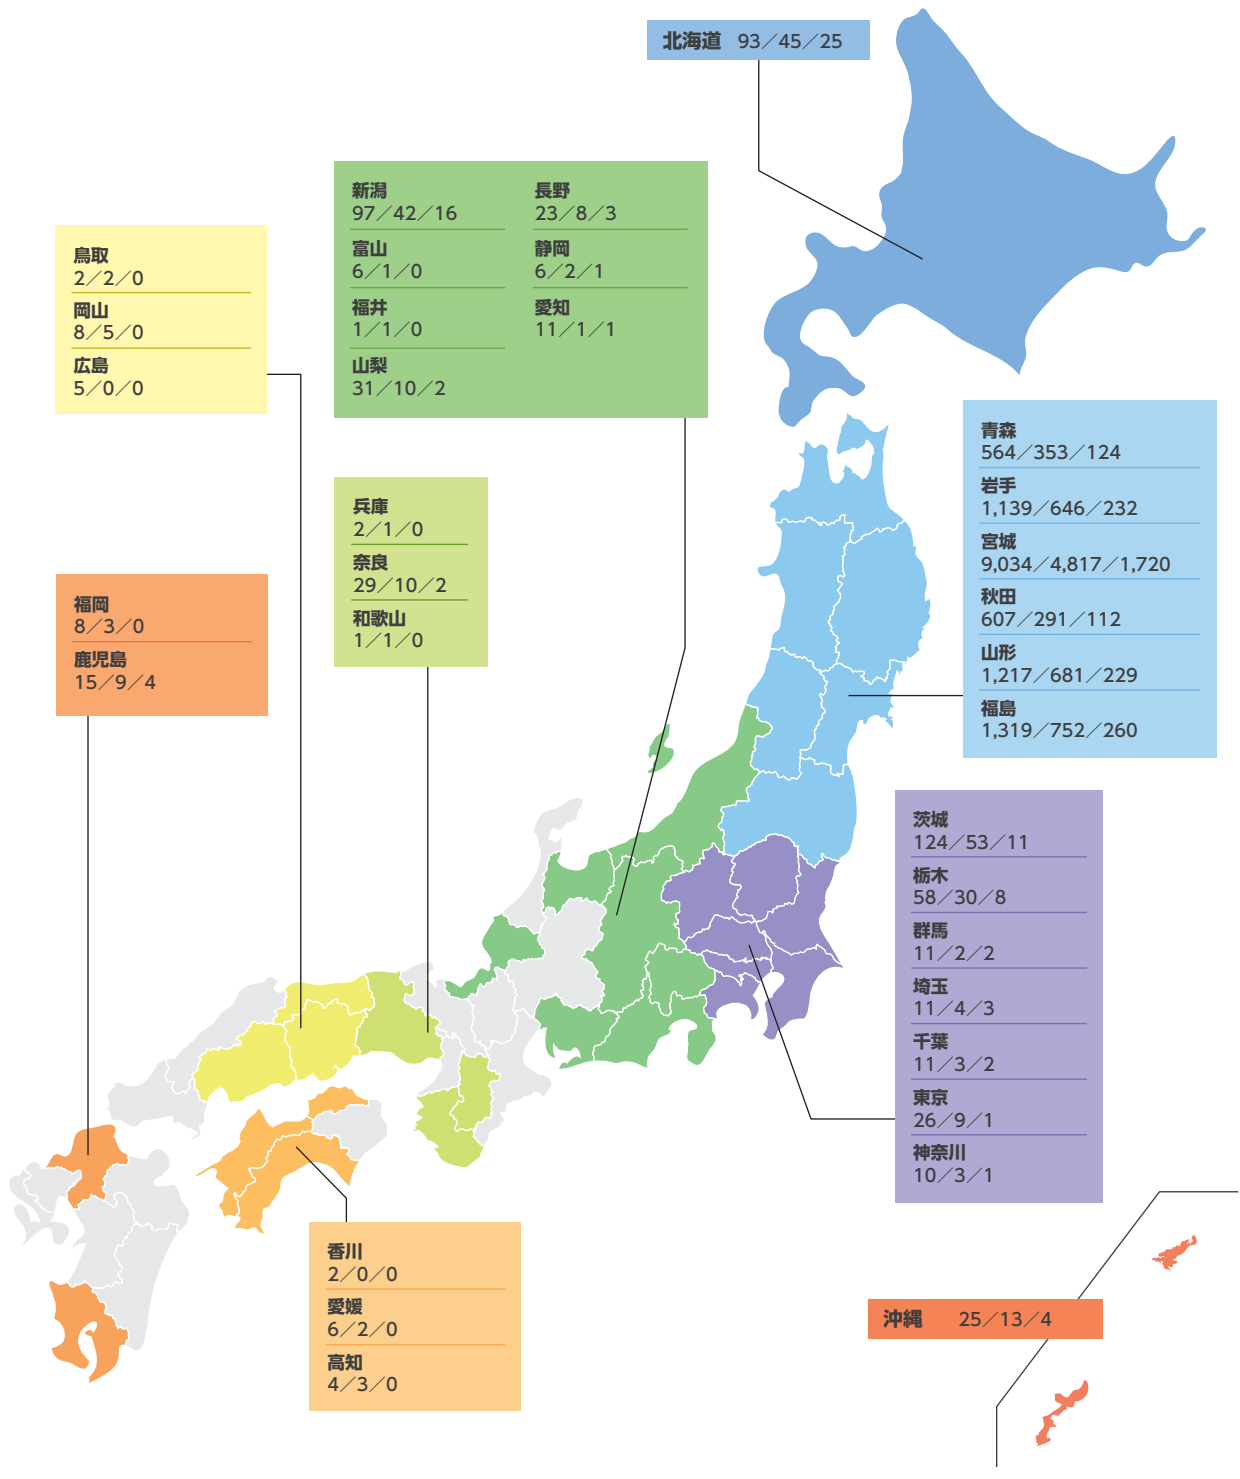 北海道 93／45／25
新潟
97／42／16
富山
6／1／0
福井
1／1／0
山梨
31／10／2
長野
23／8／3
静岡
6／2／1
愛知
11／1／1
鳥取
2／2／0
岡山
8／5／0
広島
5／0／0
青森
564／353／124
岩手
1,139／646／232
宮城
9,034／4,817／1,720
秋田
607／291／112
山形
1,217／681／229
福島
1,319／752／260
兵庫
2／1／0
奈良
29／10／2
和歌山
1／1／0
福岡
8／3／0
鹿児島
15／9／4
茨城
124／53／11
栃木
58／30／8
群馬
11／2／2
埼玉
11／4／3
千葉
11／3／2
東京
26／9／1
神奈川
10／3／1
香川
2／0／0
愛媛
6／2／0
高知
4／3／0
沖縄 25／13／4